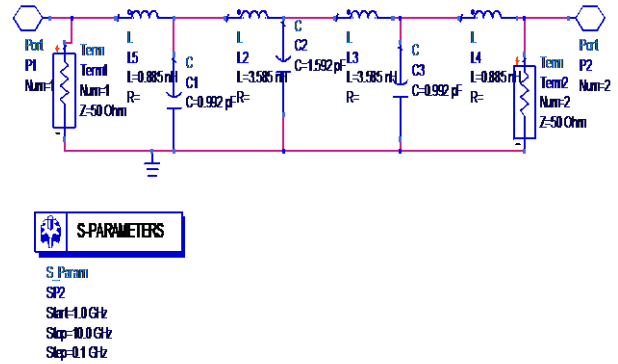 Port
P1
Num=1
Term
Term1
Num=1
Z=50 Ohm
L
L5
L=0.885 nH
R=
C
C1
C=0.992 pF
L
L2
L=3.585 nH
R=
C
C2
C=1.592 pF
L
L3
L=3.585 nH
R=
C
C3
C=0.992 pF
L
L4
L=0.885 nH
R=
Term
Term2
Num=2
Z=50 Ohm
Port
P2
Num=2
S-PARAMETERS
S_Param
SP2
Start=1.0 GHz
Stop=10.0 GHz
Step=0.1 GHz